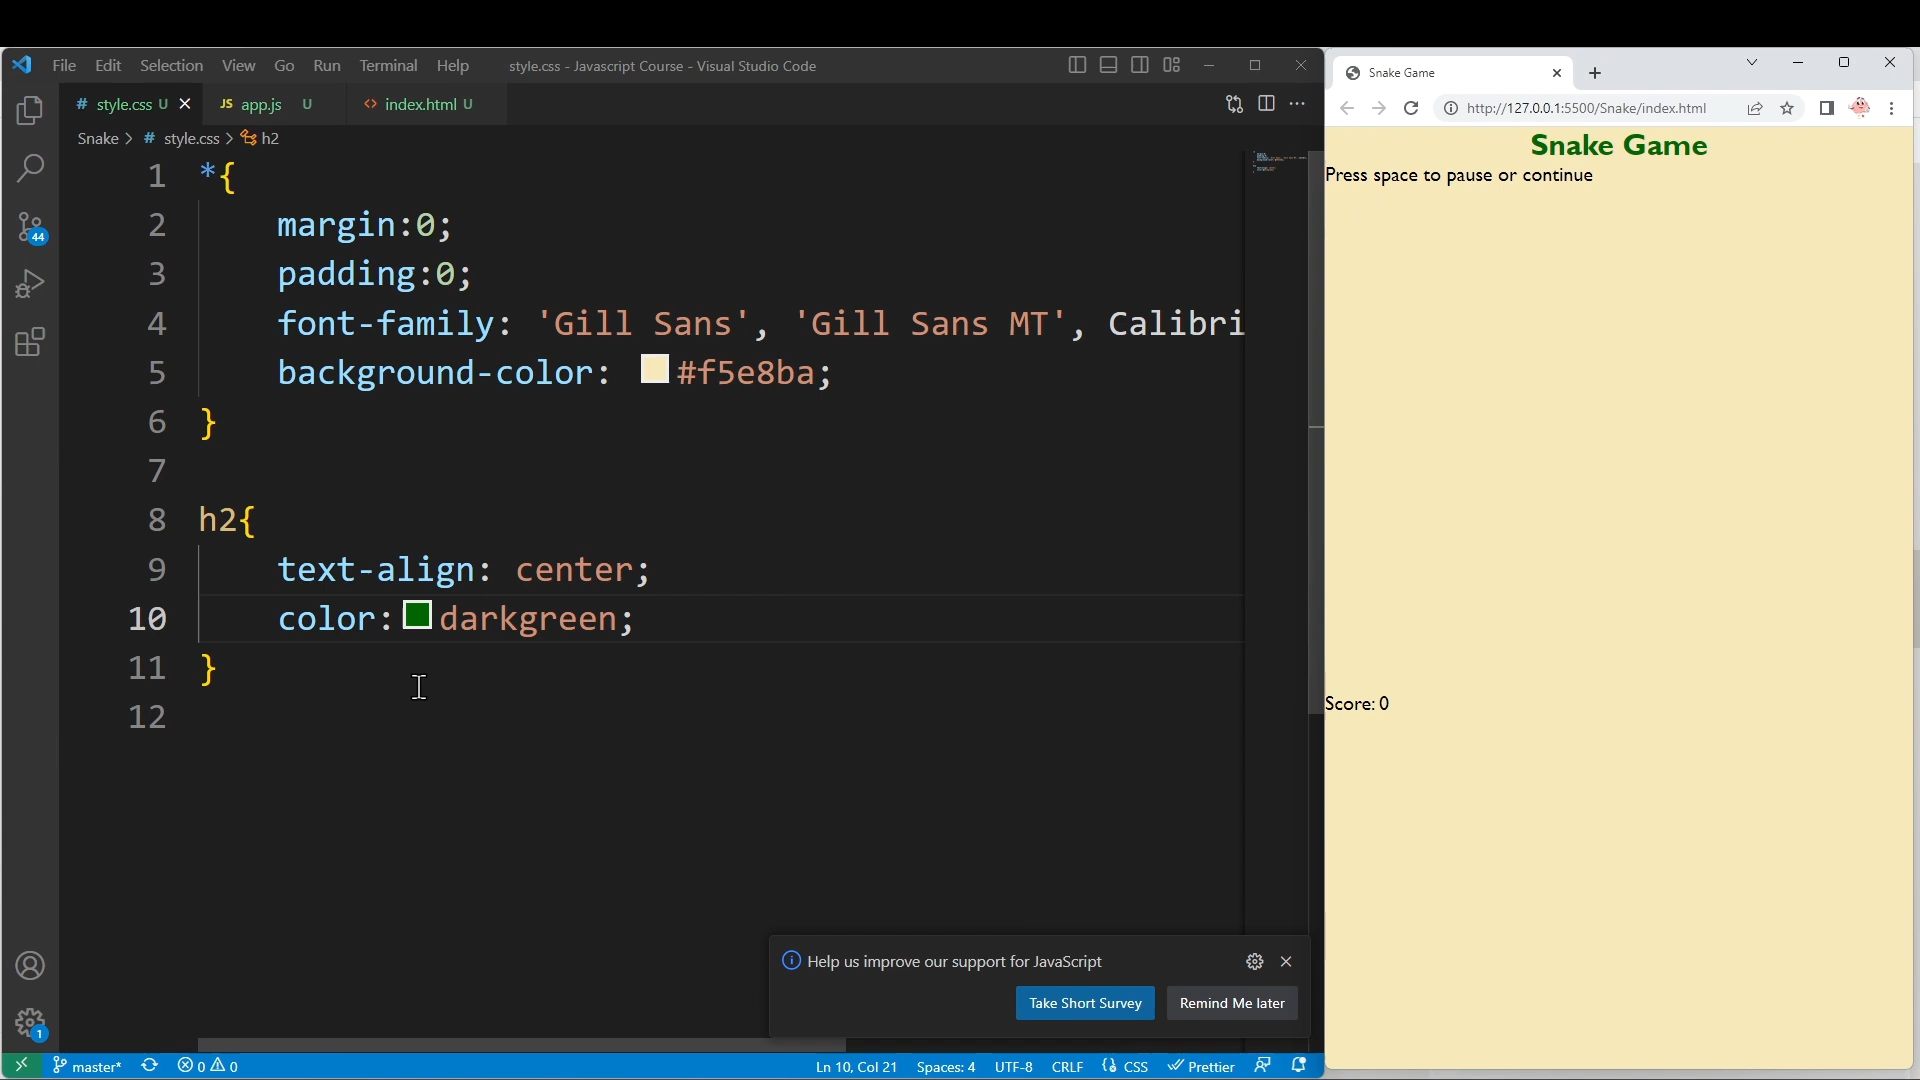 File Edit Selection View Go Run Terminal Help style.css - Javascript Course - Visual Studio Code
# style.css U JS app.js U <> index.html U
Snake > # style.css > h2
1 *{
2 margin:0;
3 padding:0;
4 font-family: 'Gill Sans', 'Gill Sans MT', Calibri
5 background-color: #f5e8ba;
6 }
7
8 h2{
9 text-align: center;
10 color: darkgreen;
11 }
12
44
1
Help us improve our support for JavaScript
Take Short Survey Remind Me later
master* 0 0 Ln 10, Col 21 Spaces: 4 UTF-8 CRLF CSS Prettier
Snake Game
http://127.0.0.1:5500/Snake/index.html
Snake Game
Press space to pause or continue
Score: 0